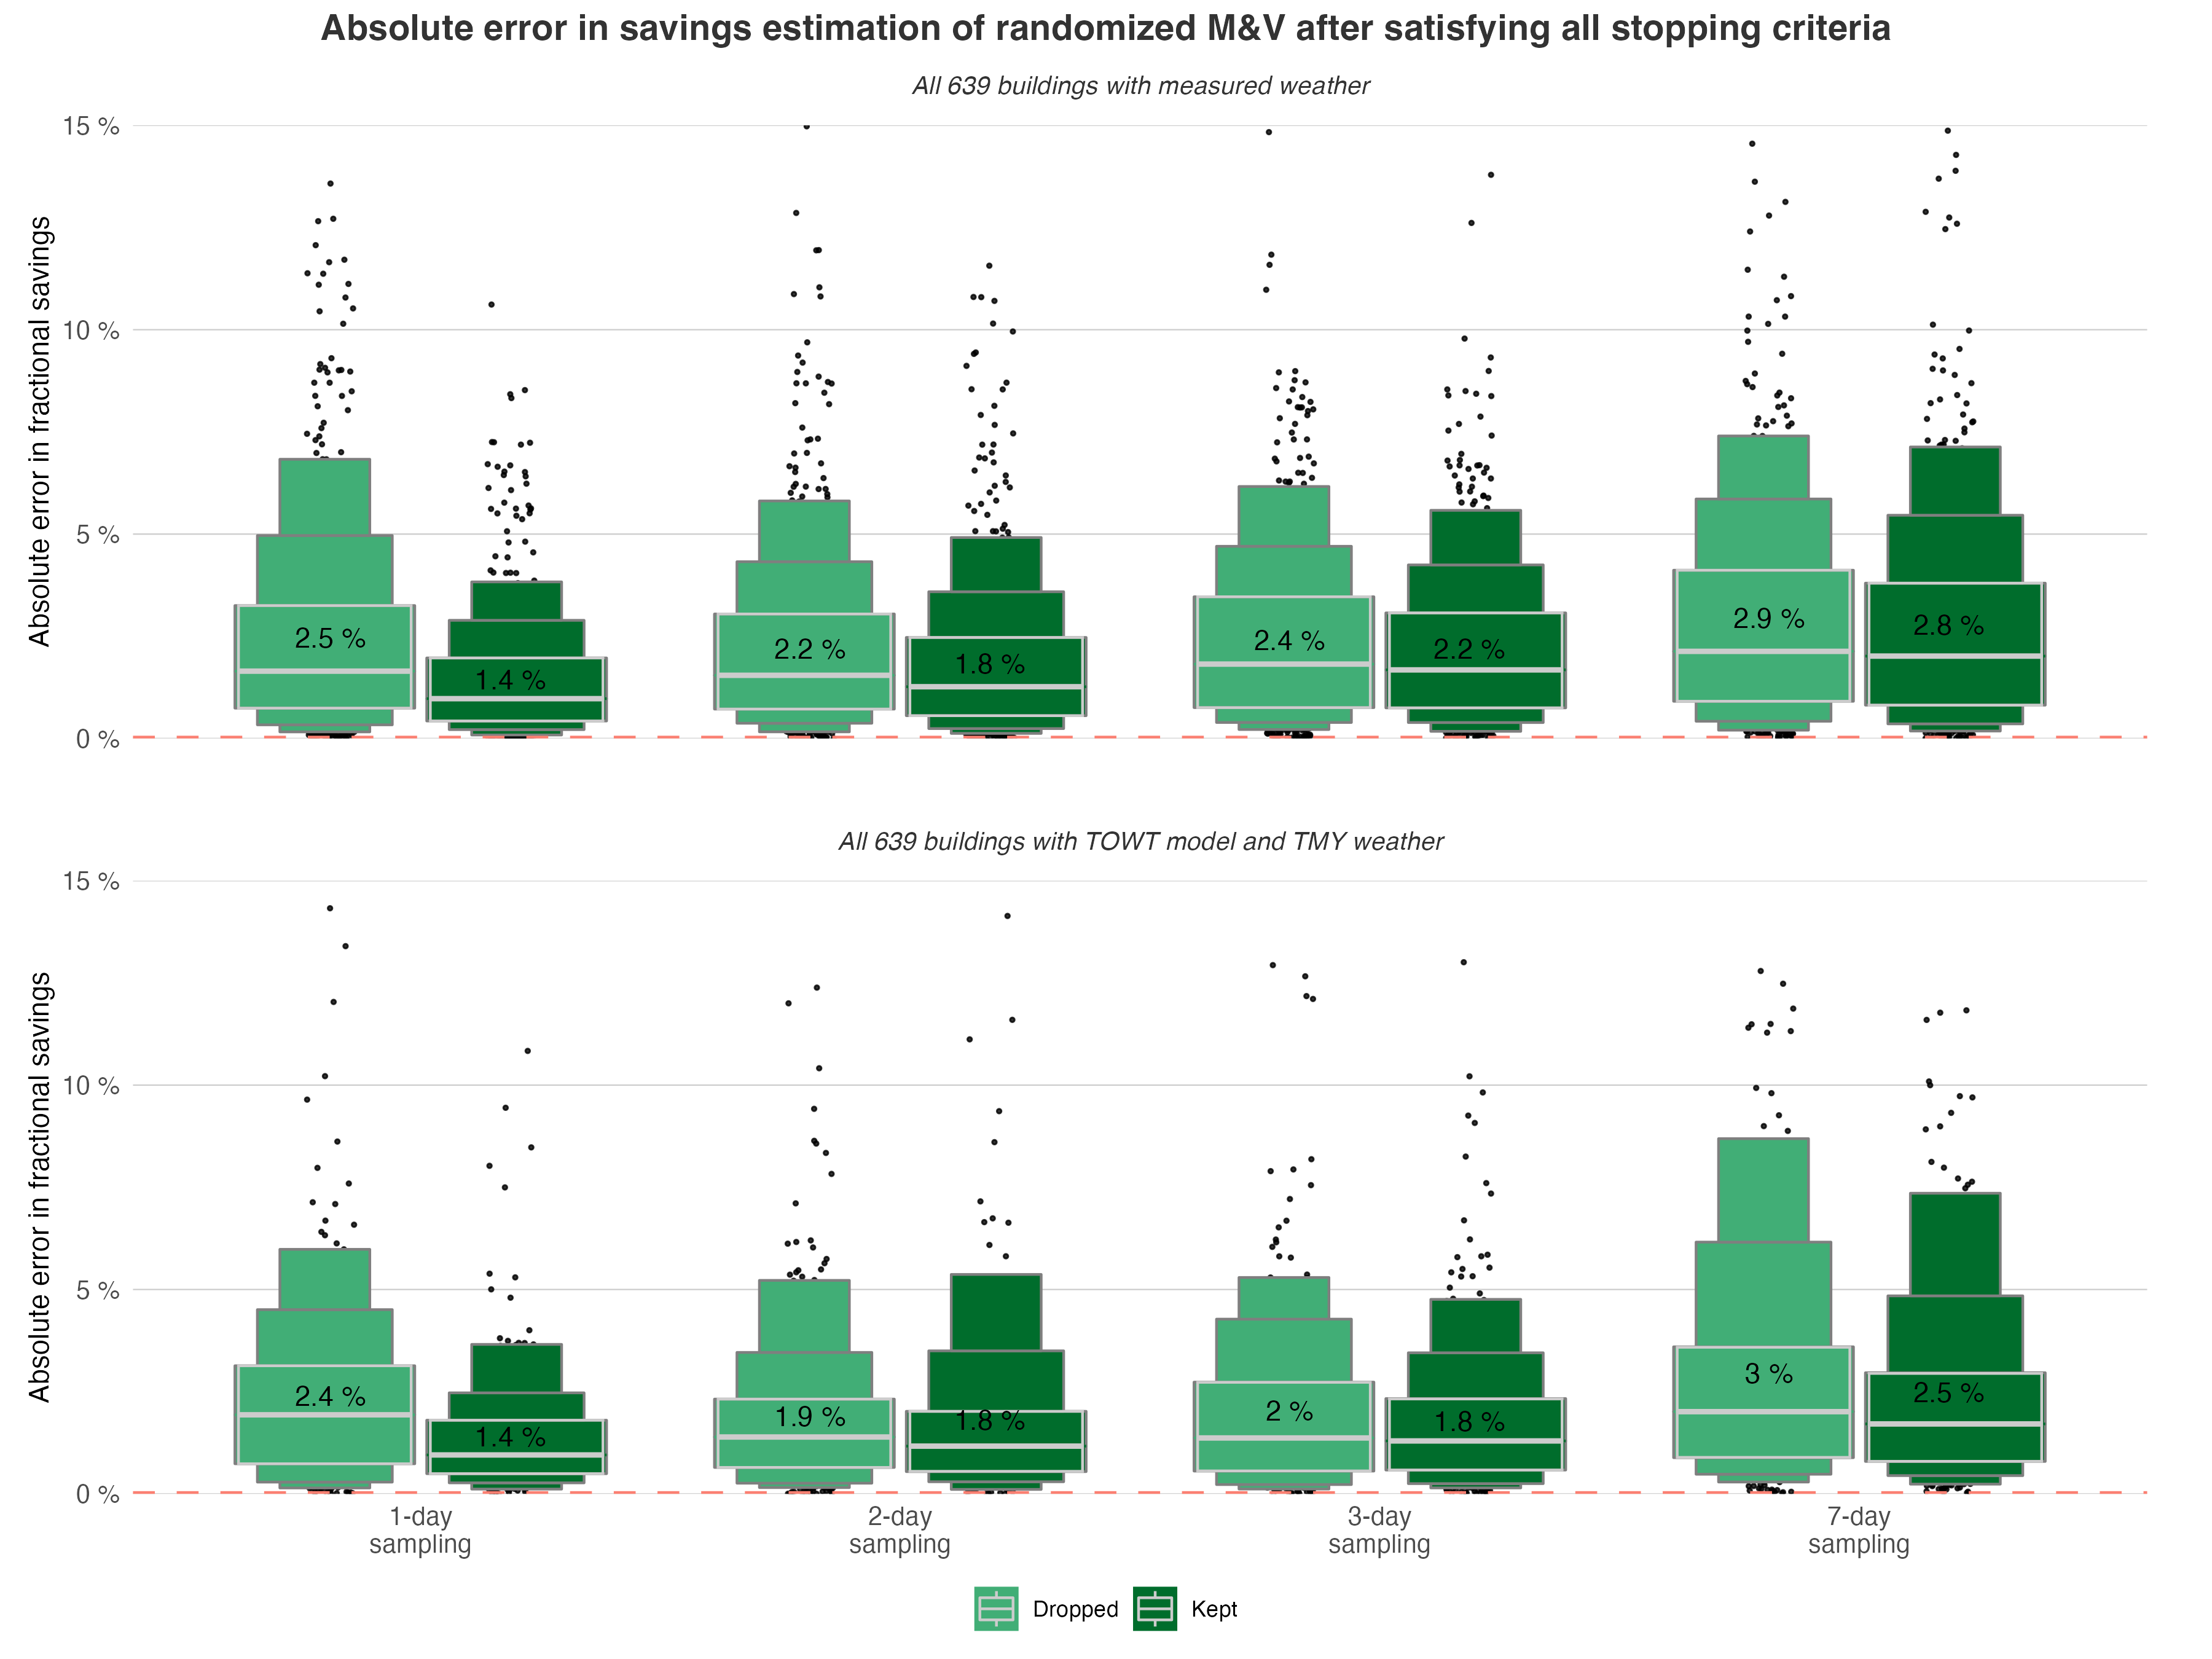 Absolute error in savings estimation of randomized M&V after satisfying all stopping criteria
All 639 buildings with measured weather
Absolute error in fractional savings
15 %
10 %
5 %
0 %
2.5 %
1.4 %
2.2 %
1.8 %
2.4 %
2.2 %
2.9 %
2.8 %
All 639 buildings with TOWT model and TMY weather
Absolute error in fractional savings
15 %
10 %
5 %
0 %
2.4 %
1.4 %
1.9 %
1.8 %
2 %
1.8 %
3 %
2.5 %
1-day
sampling
2-day
sampling
3-day
sampling
7-day
sampling
Dropped
Kept